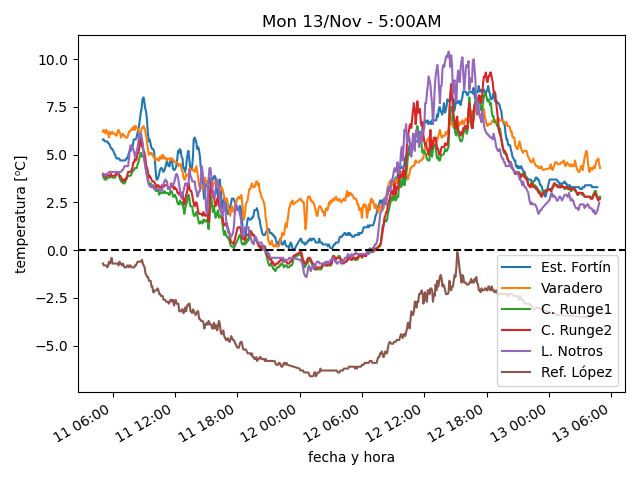 Mon 13/Nov - 5:00AM
temperatura [°C]
10.0
7.5
5.0
2.5
0.0
−2.5
−5.0
Est. Fortín
Varadero
C. Runge1
C. Runge2
L. Notros
Ref. López
11 06:00
11 12:00
11 18:00
12 00:00
12 06:00
12 12:00
12 18:00
13 00:00
13 06:00
fecha y hora